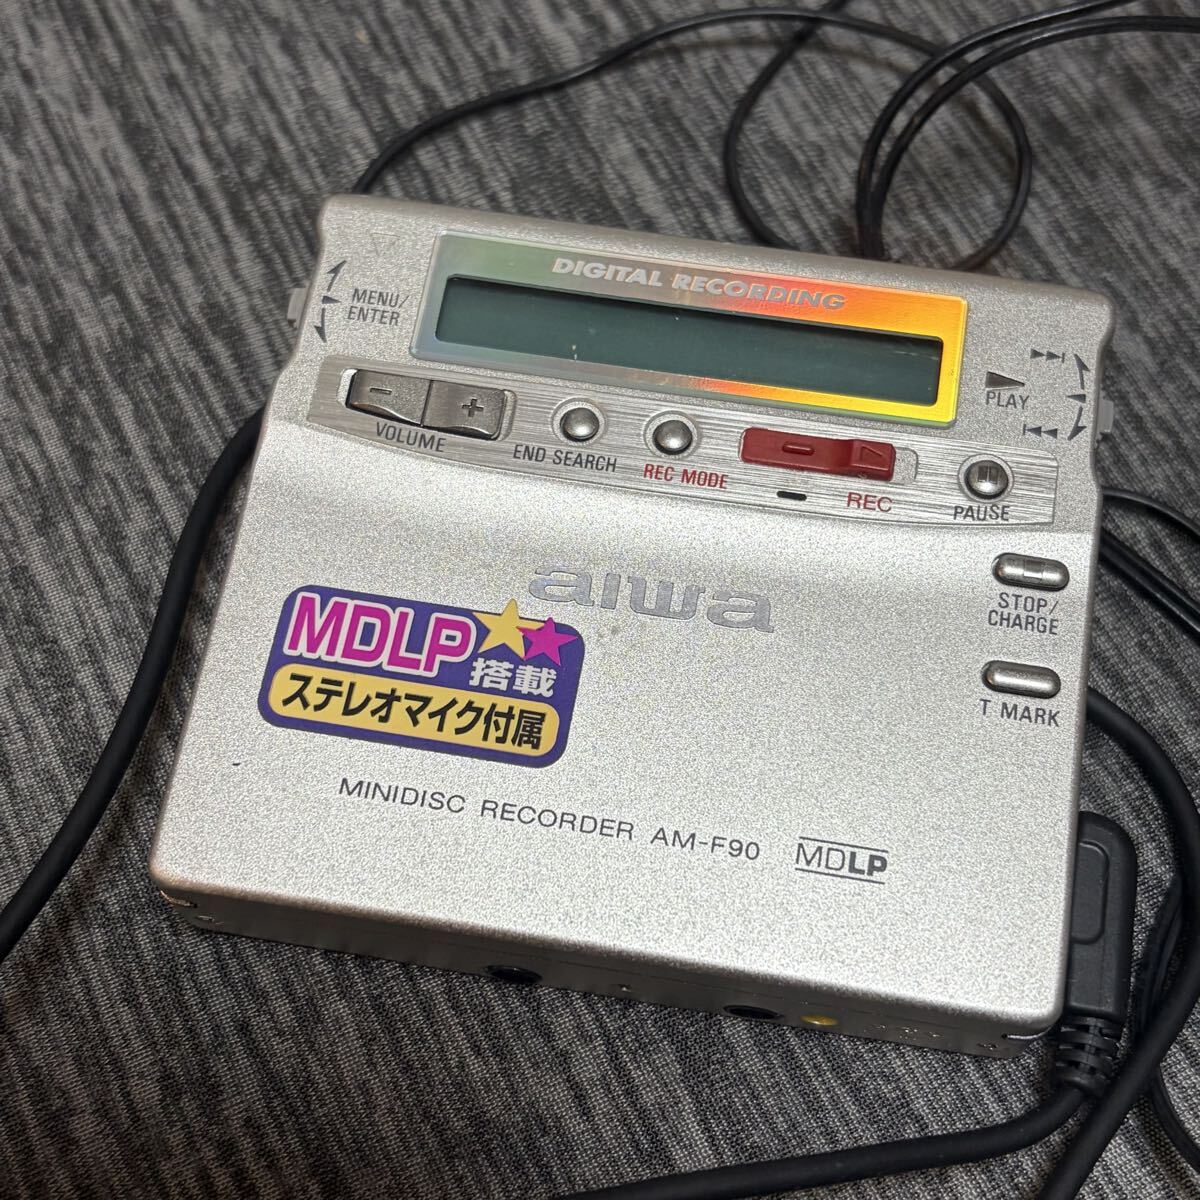 DIGITAL RECORDING
MENU/
ENTER
PLAY
VOLUME
END SEARCH
REC MODE
REC
PAUSE
STOP/
CHARGE
T MARK
aiwa
MDLP
搭載
ステレオマイク付属
MINIDISC RECORDER AM-F90 MDLP